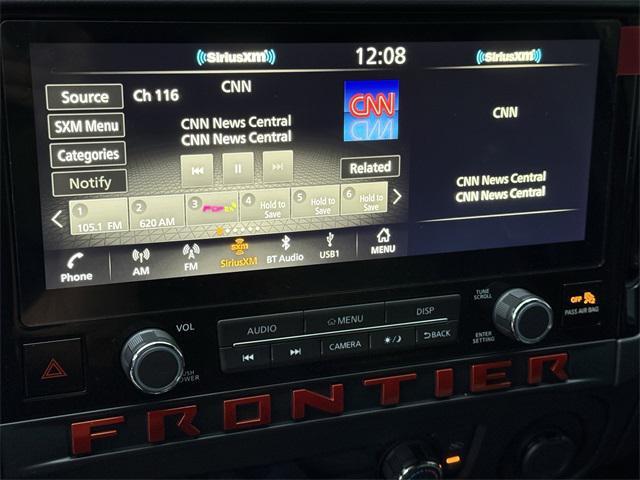 SiriusXM 12:08 SiriusXM
Source Ch 116 CNN
CNN
CNN
SXM Menu CNN News Central
CNN News Central
Categories
Notify
Related
CNN News Central
CNN News Central
1 105.1 FM
2 620 AM
3
4 Hold to Save
5 Hold to Save
6 Hold to Save
Phone AM FM sxm SiriusXM BT Audio USB1 MENU
VOL
PUSH POWER
AUDIO MENU DISP
CAMERA BACK
TUNE
SCROLL
ENTER
SETTING
OFF
PASS AIR BAG
FRONTIER